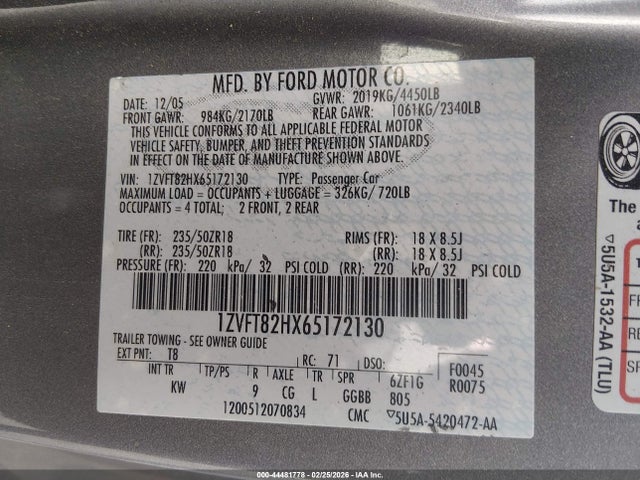 MFD. BY FORD MOTOR CO.
DATE: 12/05 GVWR: 2019KG/4450LB
FRONT GAWR: 984KG/2170LB REAR GAWR: 1061KG/2340LB
THIS VEHICLE CONFORMS TO ALL APPLICABLE FEDERAL MOTOR
VEHICLE SAFETY, BUMPER, AND THEFT PREVENTION STANDARDS
IN EFFECT ON THE DATE OF MANUFACTURE SHOWN ABOVE.
VIN: 1ZVFT82HX65172130 TYPE: Passenger Car
MAXIMUM LOAD = OCCUPANTS + LUGGAGE = 326KG/ 720LB
OCCUPANTS = 4 TOTAL; 2 FRONT, 2 REAR
TIRE (FR): 235/50ZR18 RIMS (FR): 18 X 8.5J
(RR): 235/50ZR18 (RR): 18 X 8.5J
PRESSURE (FR): 220 kPa/ 32 PSI COLD (RR): 220 kPa/ 32 PSI COLD
1ZVFT82HX65172130
TRAILER TOWING - SEE OWNER GUIDE
EXT PNT: T8 RC: 71 DSO: F0045
INT TR TP/PS R AXLE TR SPR 6ZF1G R0075
KW 9 CG L GGBB 805
1200512070834 CMC ▽5U5A-5420472-AA
▽5U5A-1532-AA (TLU)
The
a
T
FR
RE
SP
000-44481778 - 02/25/2026 - IAA Inc.